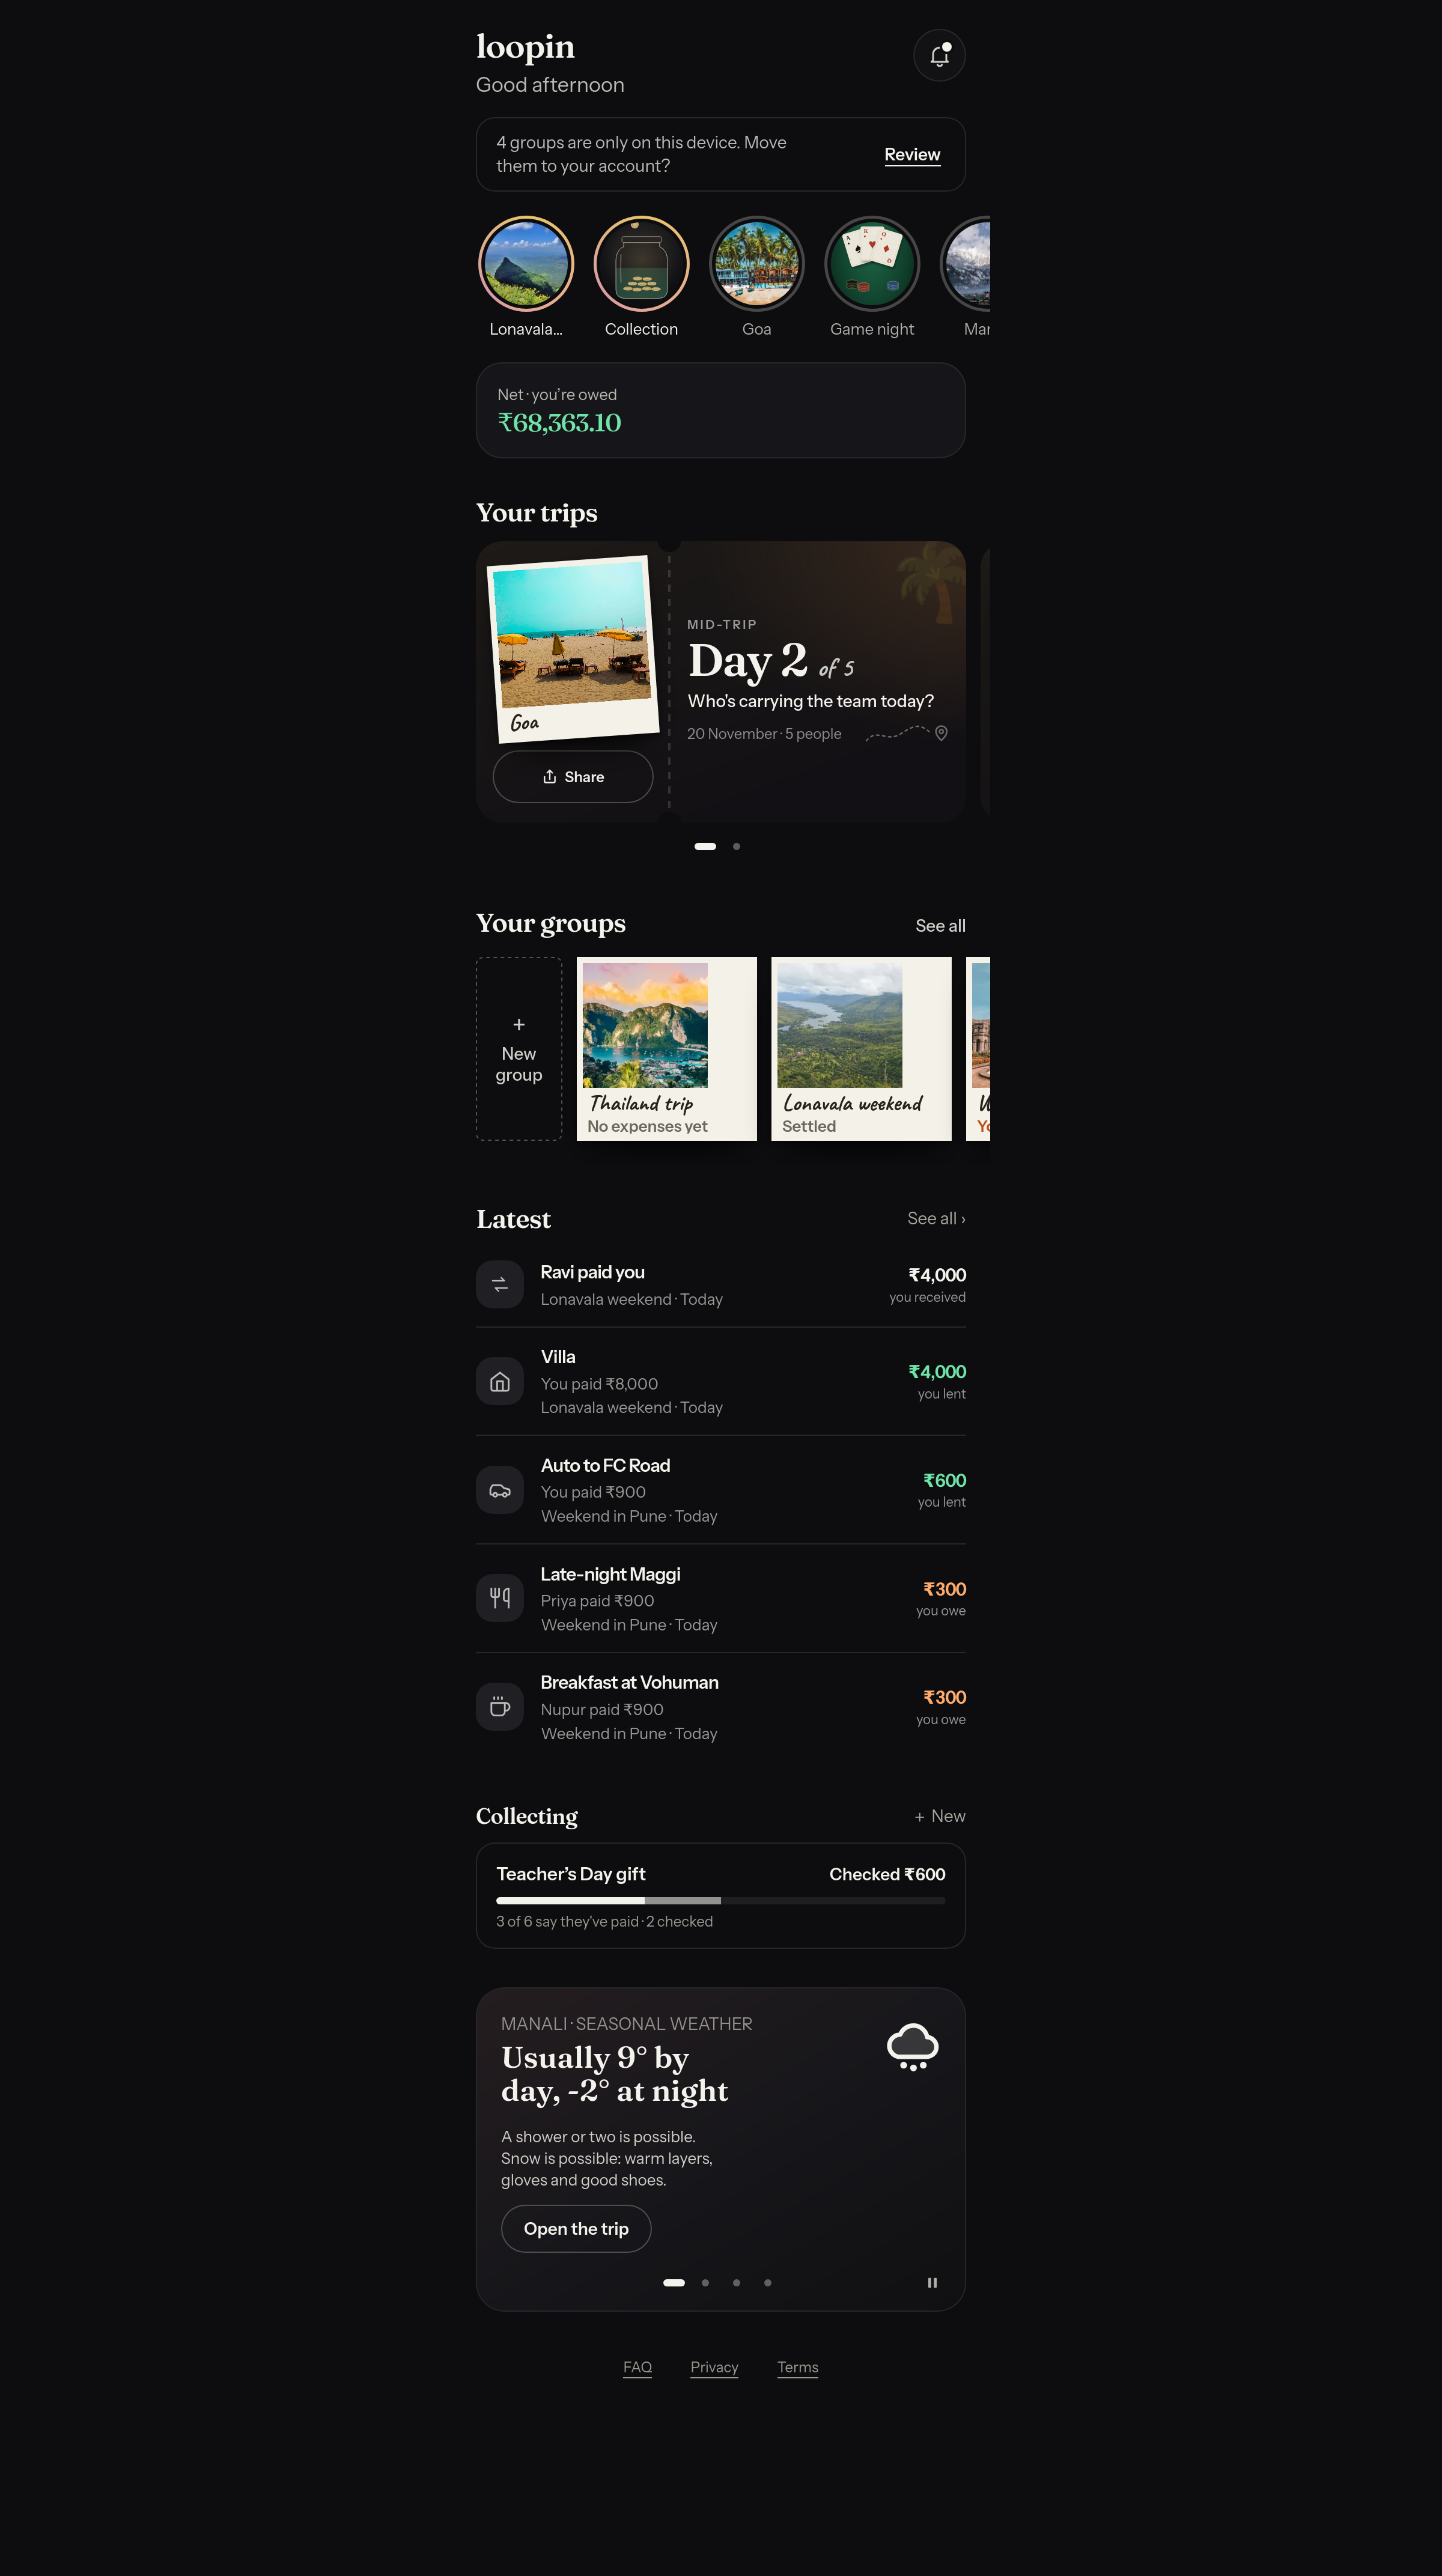 loopin
Good afternoon
4 groups are only on this device. Move
them to your account?
Review
Lonavala...
Collection
Goa
Game night
Net · you're owed
₹68,363.10
Your trips
Goa
Share
MID-TRIP
Day 2 of 5
Who's carrying the team today?
20 November · 5 people
Your groups
See all
+
New
group
Thailand trip
No expenses yet
Lonavala weekend
Settled
Latest
See all ›
Ravi paid you
Lonavala weekend · Today
₹4,000
you received
Villa
You paid ₹8,000
Lonavala weekend · Today
₹4,000
you lent
Auto to FC Road
You paid ₹900
Weekend in Pune · Today
₹600
you lent
Late-night Maggi
Priya paid ₹900
Weekend in Pune · Today
₹300
you owe
Breakfast at Vohuman
Nupur paid ₹900
Weekend in Pune · Today
₹300
you owe
Collecting
+ New
Teacher's Day gift
Checked ₹600
3 of 6 say they've paid · 2 checked
MANALI · SEASONAL WEATHER
Usually 9° by
day, -2° at night
A shower or two is possible.
Snow is possible: warm layers,
gloves and good shoes.
Open the trip
FAQ
Privacy
Terms